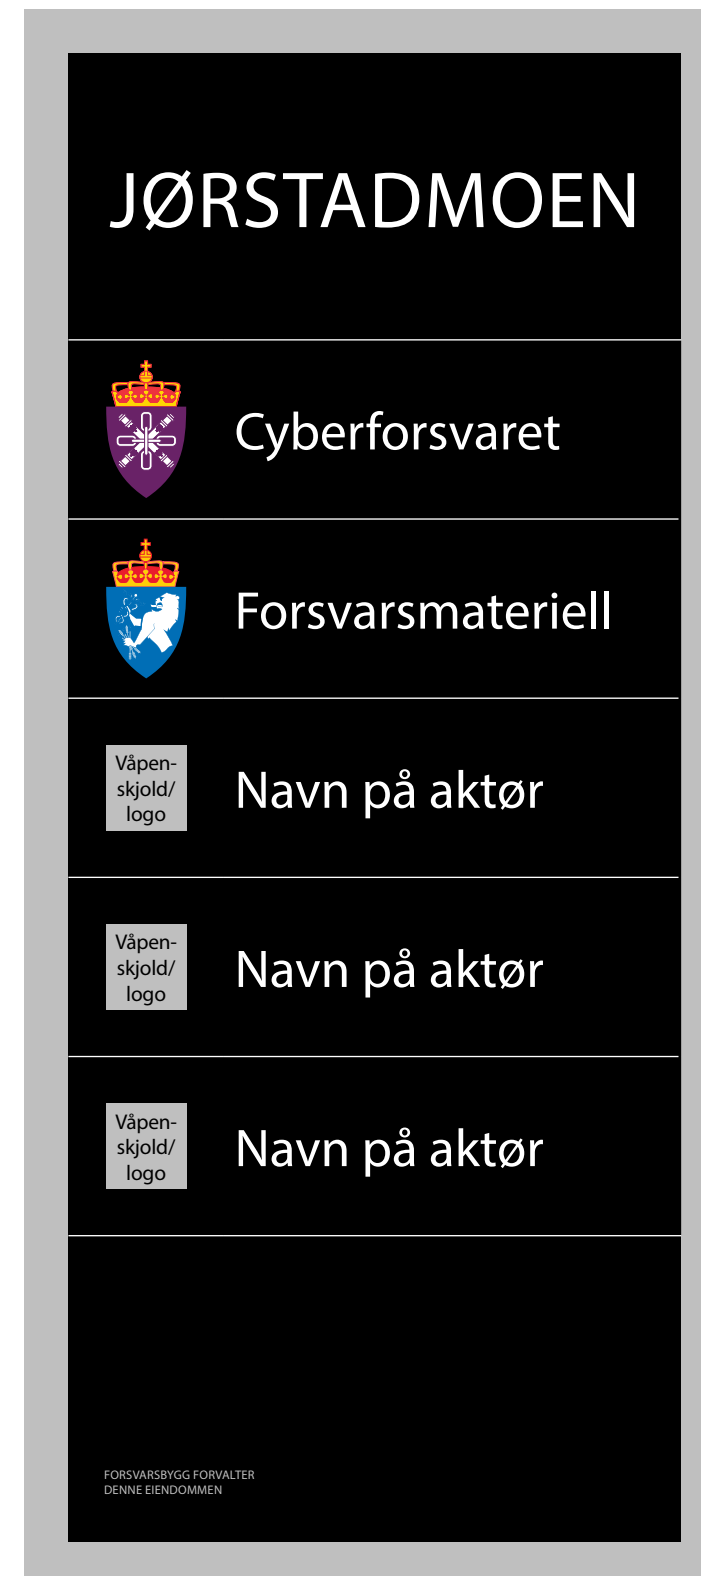 JØRSTADMOEN
Cyberforsvaret
Forsvarsmateriell
Våpen-
skjold/
logo
Navn på aktør
Våpen-
skjold/
logo
Navn på aktør
Våpen-
skjold/
logo
Navn på aktør
FORSVARSBYGG FORVALTER
DENNE EIENDOMMEN